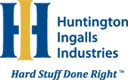 Huntington
Ingalls
Industries
Hard Stuff Done Right™